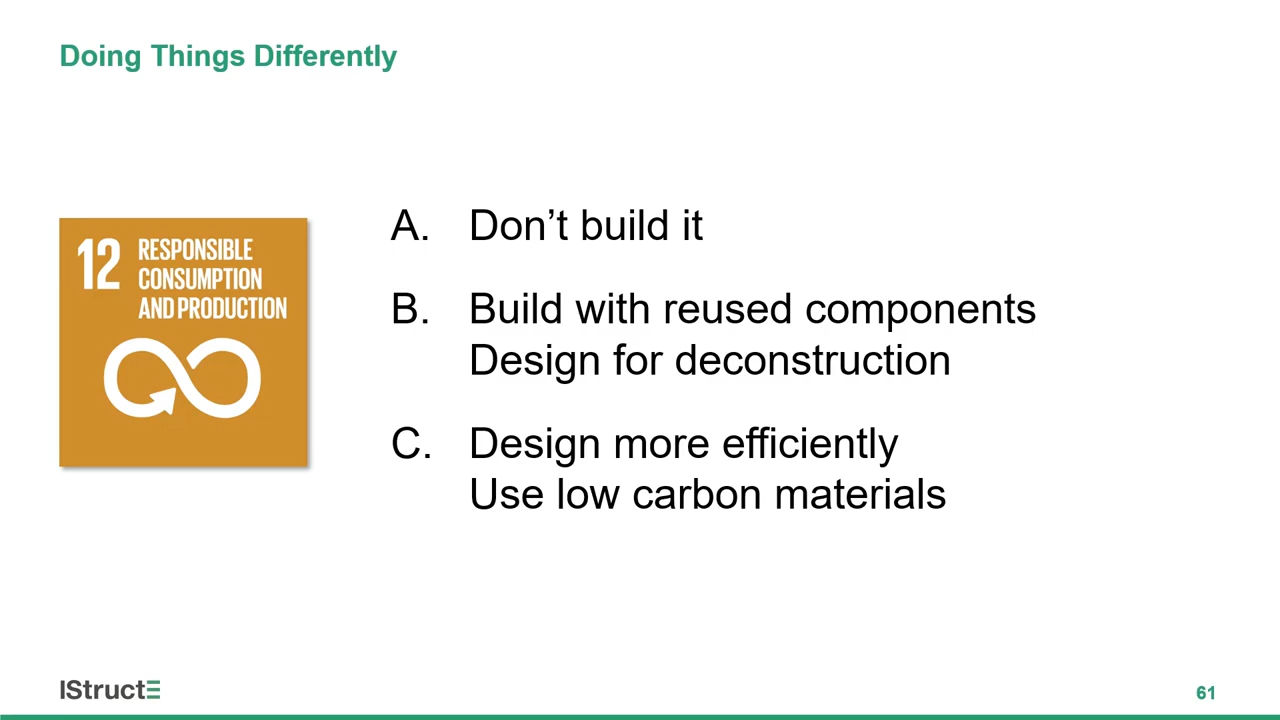 Doing Things Differently
12 RESPONSIBLE
CONSUMPTION
AND PRODUCTION
A. Don’t build it
B. Build with reused components
Design for deconstruction
C. Design more efficiently
Use low carbon materials
IStructE
61